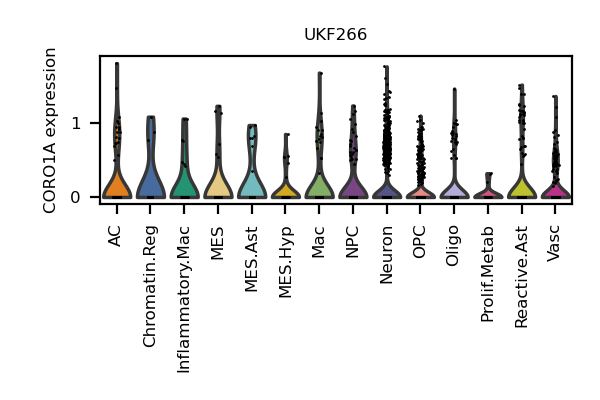 UKF266
CORO1A expression
1
0
AC
Chromatin.Reg
Inflammatory.Mac
MES
MES.Ast
MES.Hyp
Mac
NPC
Neuron
OPC
Oligo
Prolif.Metab
Reactive.Ast
Vasc